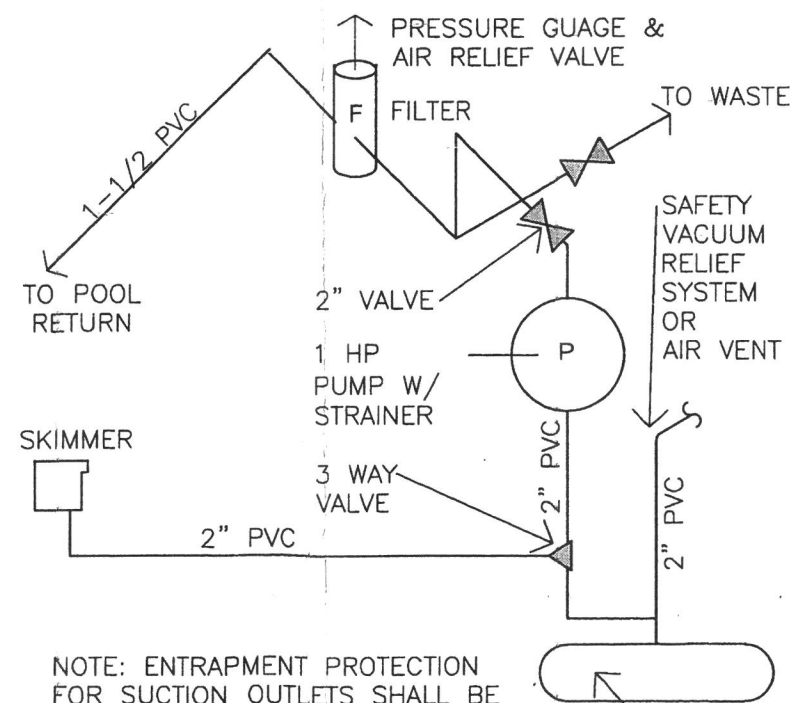 PRESSURE GUAGE &
AIR RELIEF VALVE
F
FILTER
TO WASTE
1-1/2 PVC
SAFETY
VACUUM
RELIEF
SYSTEM
OR
AIR VENT
TO POOL
RETURN
2" VALVE
1 HP
PUMP W/
STRAINER
P
SKIMMER
3 WAY
VALVE
2" PVC
2" PVC
2" PVC
NOTE: ENTRAPMENT PROTECTION
FOR SUCTION OUTLETS SHALL BE